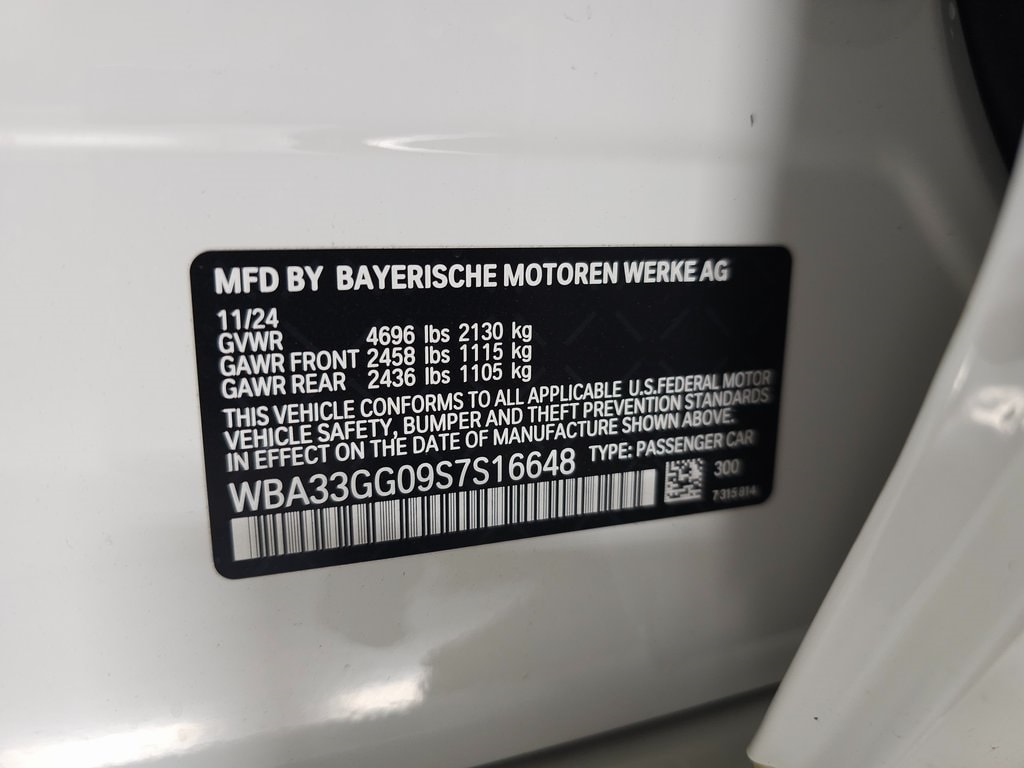 MFD BY BAYERISCHE MOTOREN WERKE AG
11/24
GVWR 4696 lbs 2130 kg
GAWR FRONT 2458 lbs 1115 kg
GAWR REAR 2436 lbs 1105 kg
THIS VEHICLE CONFORMS TO ALL APPLICABLE U.S.FEDERAL MOTOR
VEHICLE SAFETY, BUMPER AND THEFT PREVENTION STANDARDS
IN EFFECT ON THE DATE OF MANUFACTURE SHOWN ABOVE.
WBA33GG09S7S16648 TYPE: PASSENGER CAR
300
7315014